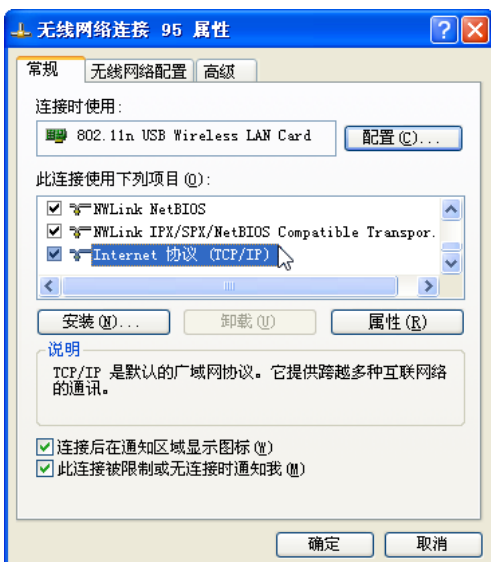 无线网络连接 95 属性
常规 无线网络配置 高级
连接时使用:
802.11n USB Wireless LAN Card 配置(C)...
此连接使用下列项目(O):
NWLink NetBIOS
NWLink IPX/SPX/NetBIOS Compatible Transpor.
Internet 协议 (TCP/IP)
安装(N)... 卸载(U) 属性(R)
说明
TCP/IP 是默认的广域网协议。它提供跨越多种互联网络
的通讯。
连接后在通知区域显示图标(W)
此连接被限制或无连接时通知我(M)
确定 取消